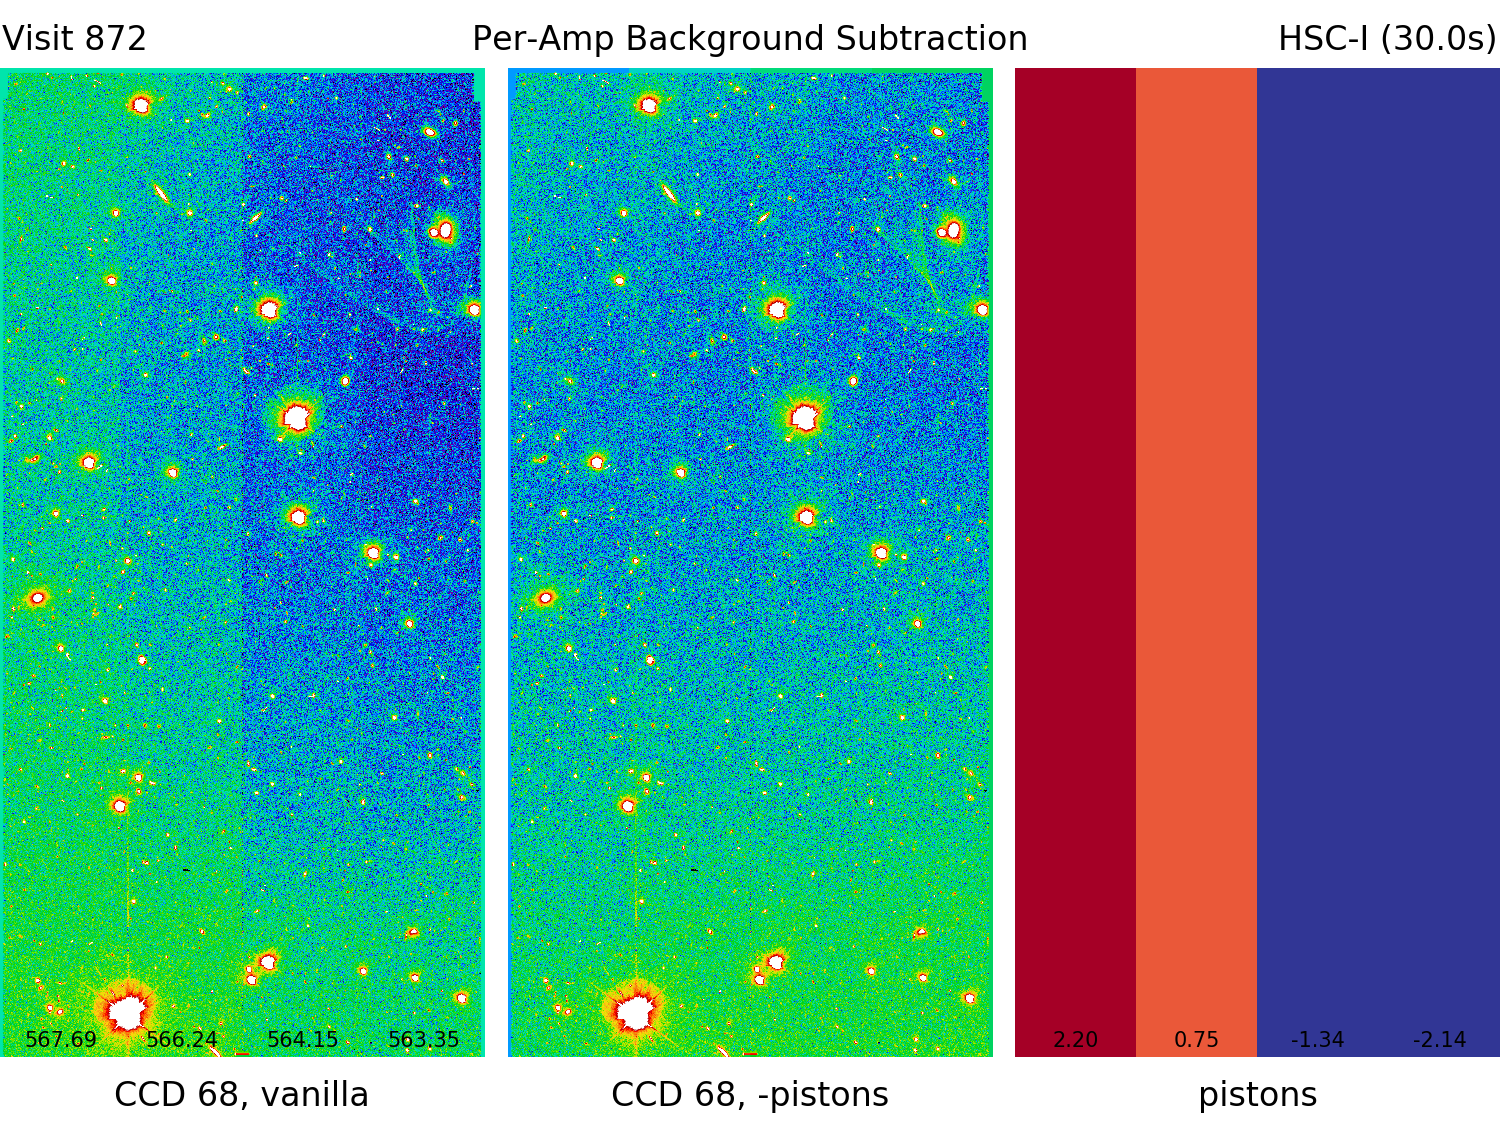 Visit 872 Per-Amp Background Subtraction HSC-I (30.0s)
567.69 566.24 564.15 563.35 2.20 0.75 -1.34 -2.14
CCD 68, vanilla CCD 68, -pistons pistons